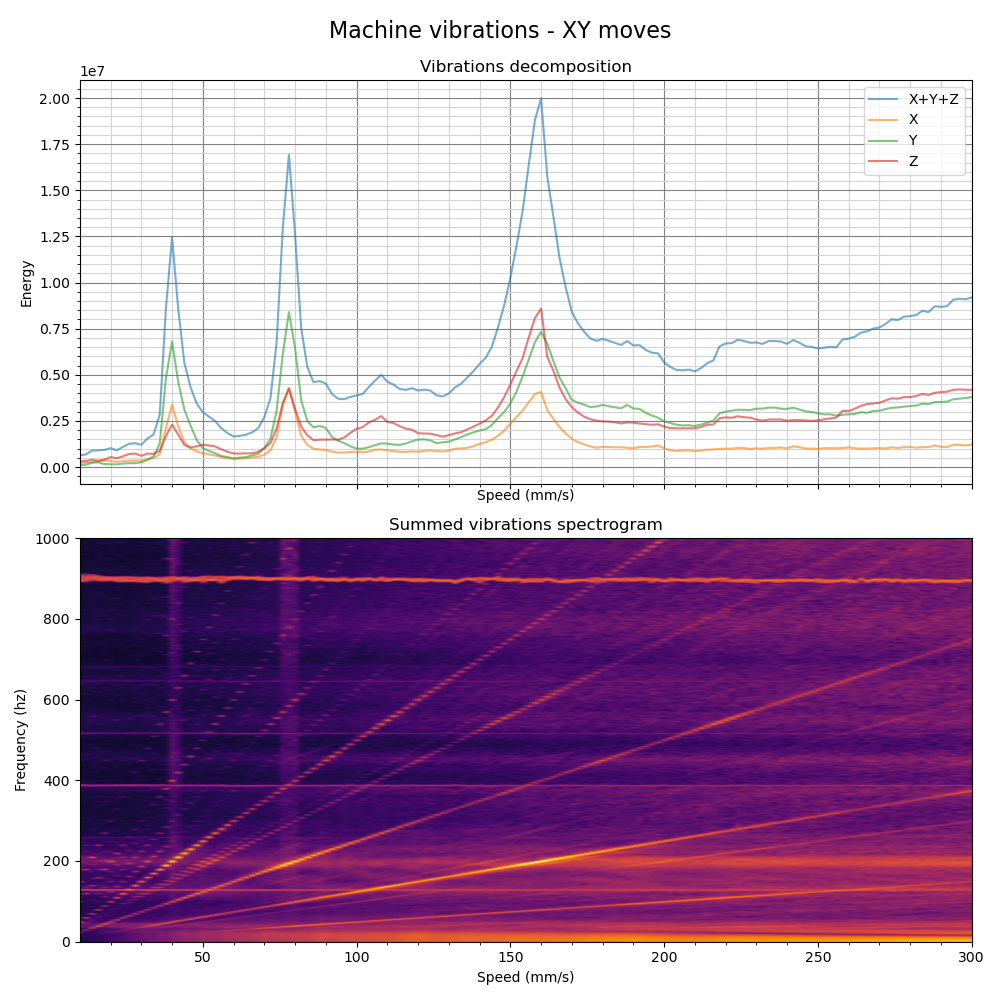 Machine vibrations - XY moves
Vibrations decomposition
1e7
2.00
1.75
1.50
1.25
1.00
0.75
0.50
0.25
0.00
Energy
X+Y+Z
X
Y
Z
Speed (mm/s)
Summed vibrations spectrogram
1000
800
600
400
200
0
Frequency (hz)
50
100
150
200
250
300
Speed (mm/s)